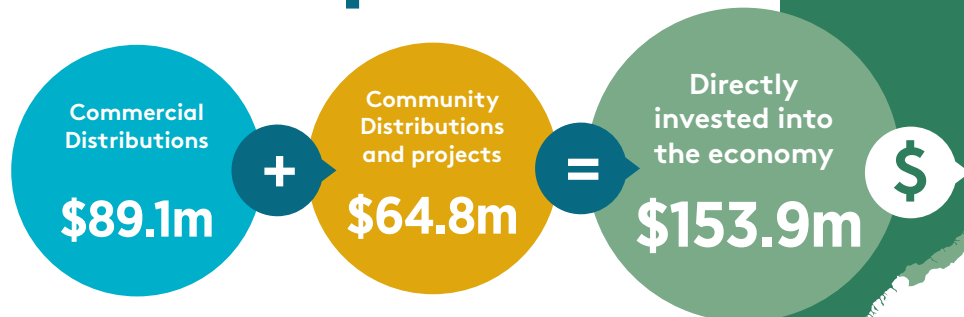 Commercial
Distributions
$89.1m
+
Community
Distributions
and projects
$64.8m
=
Directly
invested into
the economy
$153.9m
$